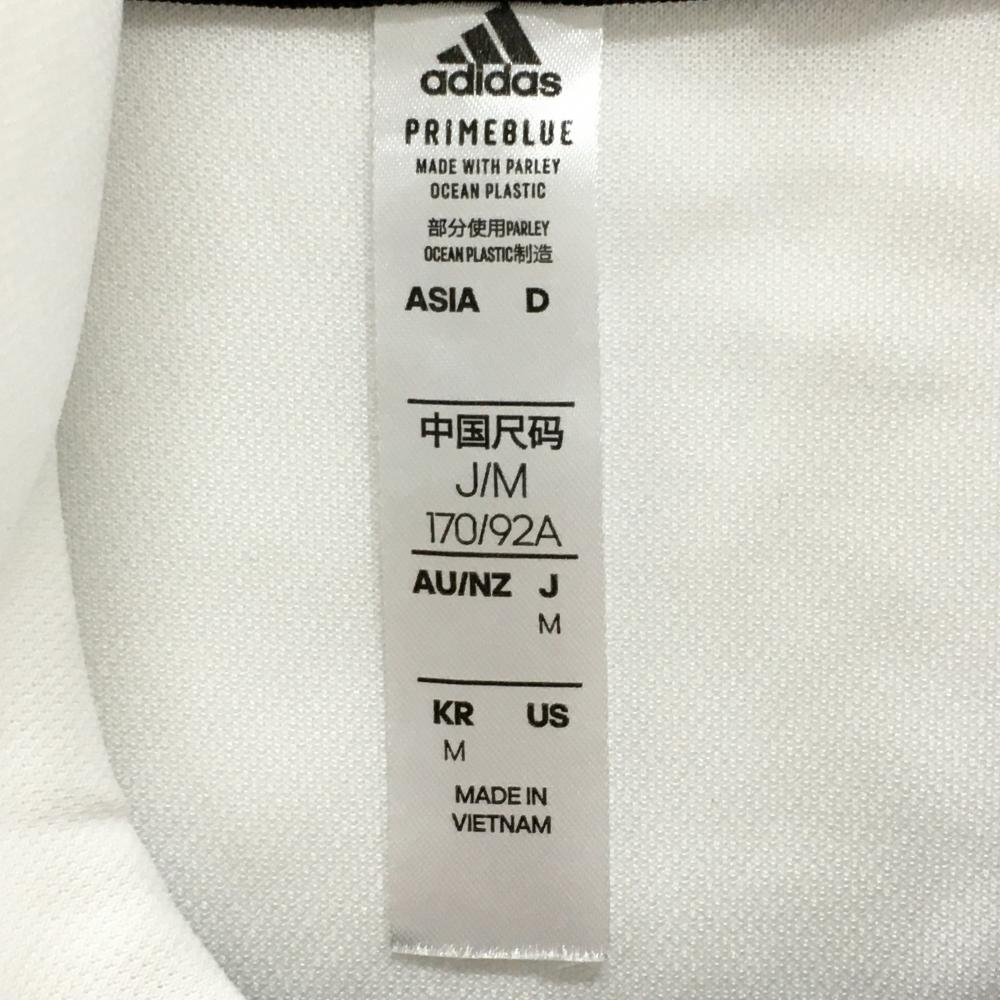 adidas
PRIMEBLUE
MADE WITH PARLEY
OCEAN PLASTIC
部分使用PARLEY
OCEAN PLASTIC制造
ASIA D
中国尺码
J/M
170/92A
AU/NZ J
M
KR US
M
MADE IN
VIETNAM